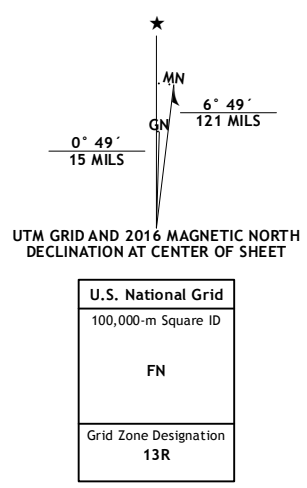 ★
MN
GN
6° 49´
121 MILS
0° 49´
15 MILS
UTM GRID AND 2016 MAGNETIC NORTH
DECLINATION AT CENTER OF SHEET
U.S. National Grid
100,000-m Square ID
FN
Grid Zone Designation
13R